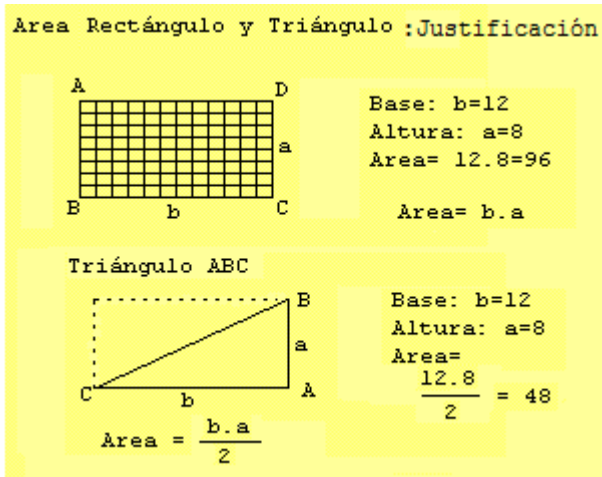 Area Rectángulo y Triángulo :Justificación
A
D
Base: b=12
Altura: a=8
a
Area= 12.8=96
B
b
C
Area= b.a
Triángulo ABC
B
Base: b=12
Altura: a=8
a
Area=
12.8
2
= 48
C
b
A
Area =
b.a
2